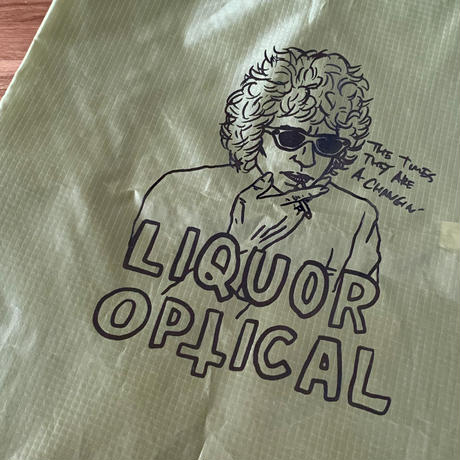 THE TIMES
THEY ARE
A CHANGIN'
LIQUOR
OPTICAL